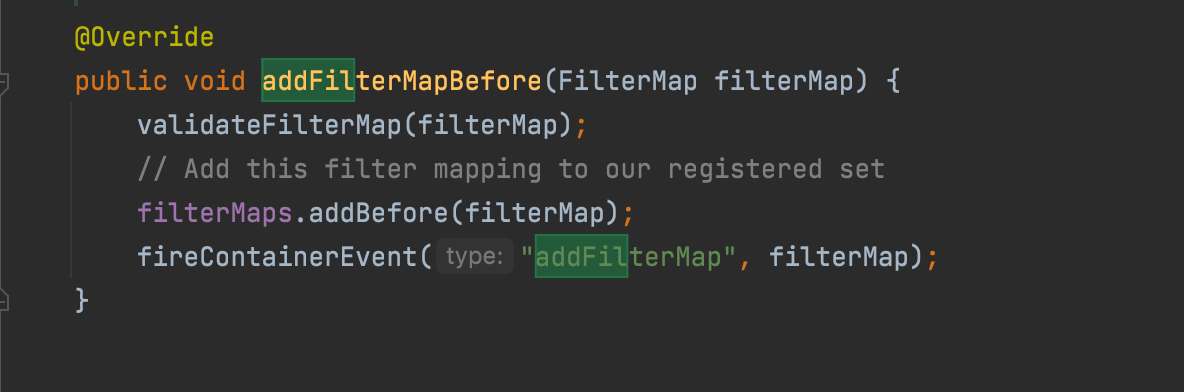 @Override
public void addFilterMapBefore(FilterMap filterMap) {
validateFilterMap(filterMap);
// Add this filter mapping to our registered set
filterMaps.addBefore(filterMap);
fireContainerEvent( type: "addFilterMap", filterMap);
}